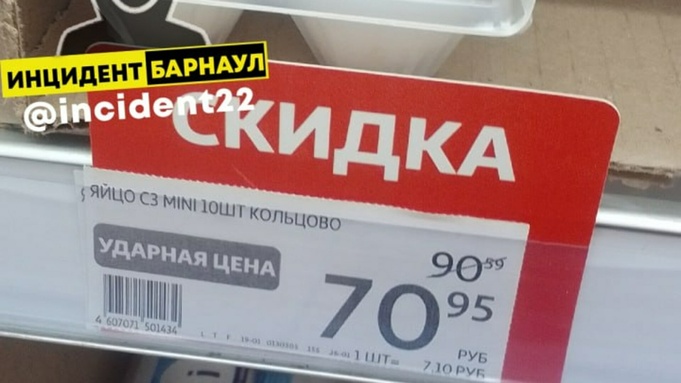 ИНЦИДЕНТ БАРНАУЛ
@incident22
СКИДКА
ЯЙЦО С3 MINI 10ШТ КОЛЬЦОВО
УДАРНАЯ ЦЕНА
90 59
70 95
4 607071 501434
1 ШТ=
РУБ
7.10 РУБ